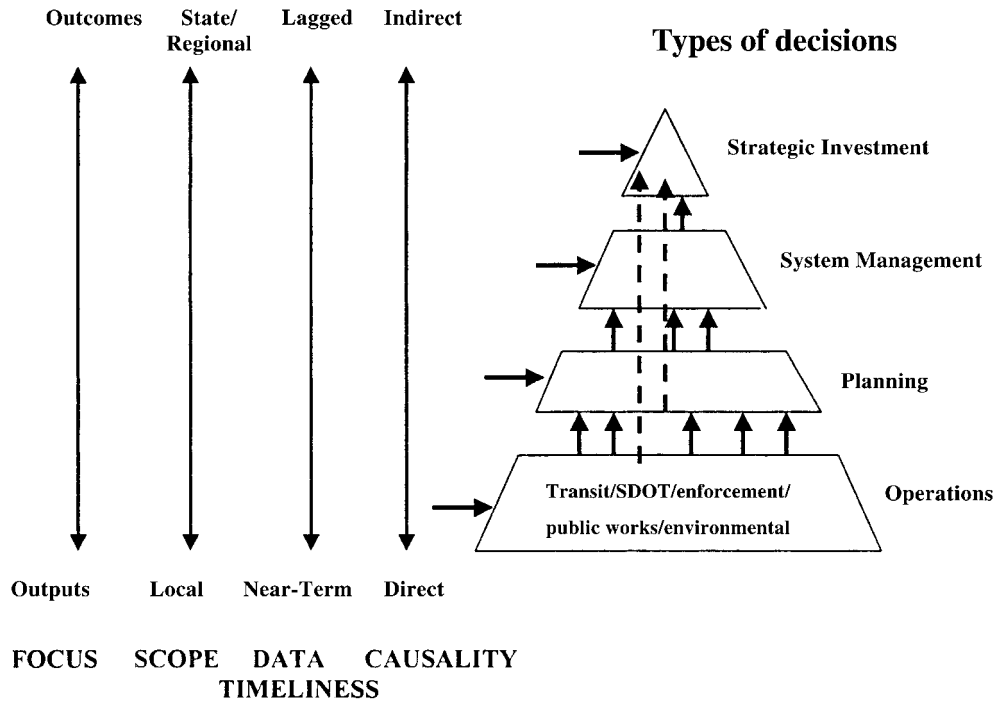 Outcomes State/ Lagged Indirect
Regional
Types of decisions
Strategic Investment
System Management
Planning
Operations
Transit/SDOT/enforcement/
public works/environmental
Outputs Local Near-Term Direct
FOCUS SCOPE DATA CAUSALITY
TIMELINESS